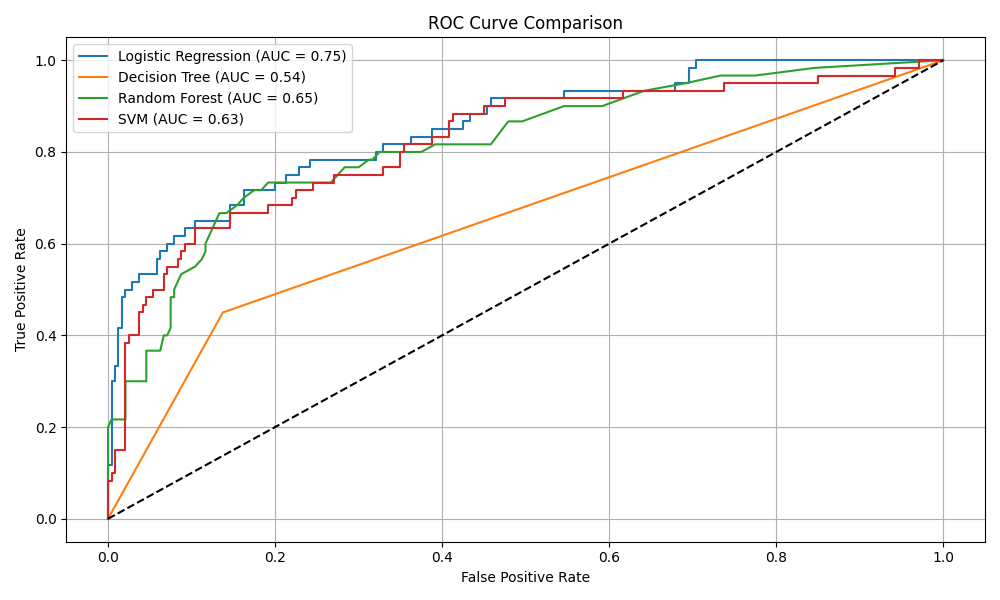 ROC Curve Comparison
Logistic Regression (AUC = 0.75)
Decision Tree (AUC = 0.54)
Random Forest (AUC = 0.65)
SVM (AUC = 0.63)
True Positive Rate
1.0
0.8
0.6
0.4
0.2
0.0
0.0 0.2 0.4 0.6 0.8 1.0
False Positive Rate